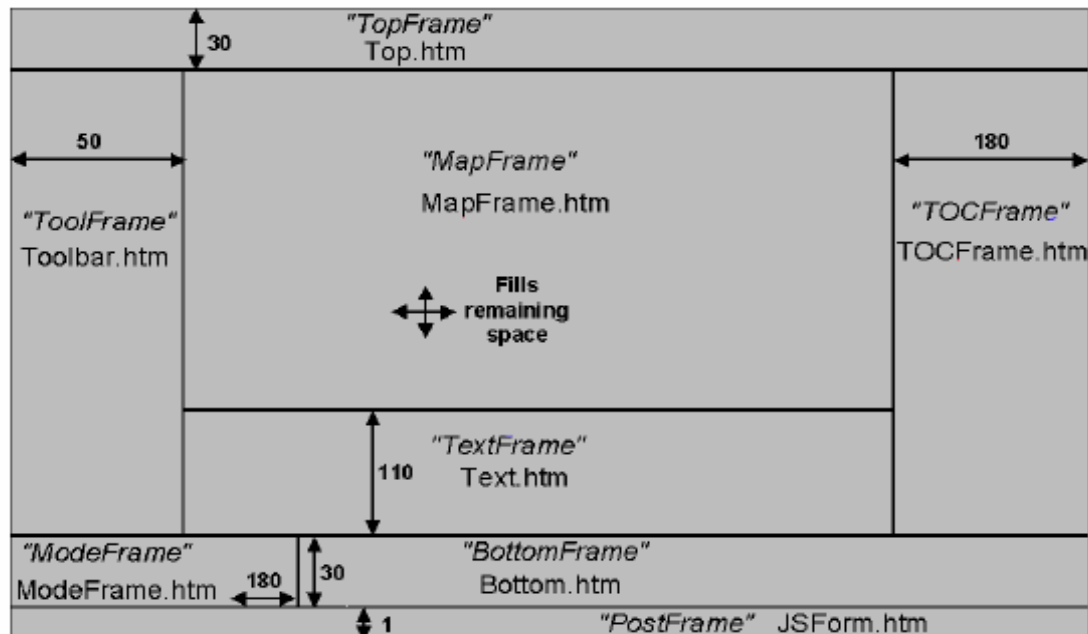 "TopFrame"
30
Top.htm
50
"ToolFrame"
Toolbar.htm
"MapFrame"
MapFrame.htm
Fills
remaining
space
180
"TOCFrame"
TOCFrame.htm
"TextFrame"
110
Text.htm
"ModeFrame"
ModeFrame.htm
180
30
"BottomFrame"
Bottom.htm
1
"PostFrame" JSForm.htm